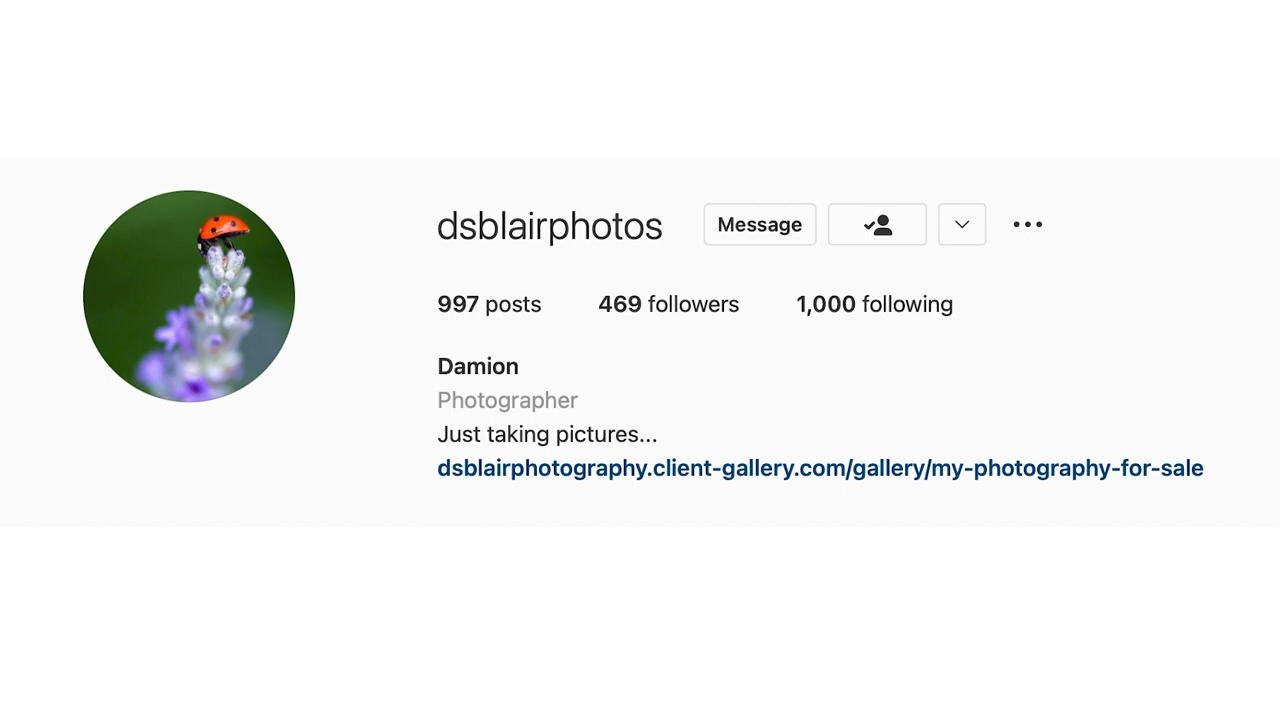 dsblairphotos Message
997 posts 469 followers 1,000 following
Damion
Photographer
Just taking pictures...
dsblairphotography.client-gallery.com/gallery/my-photography-for-sale